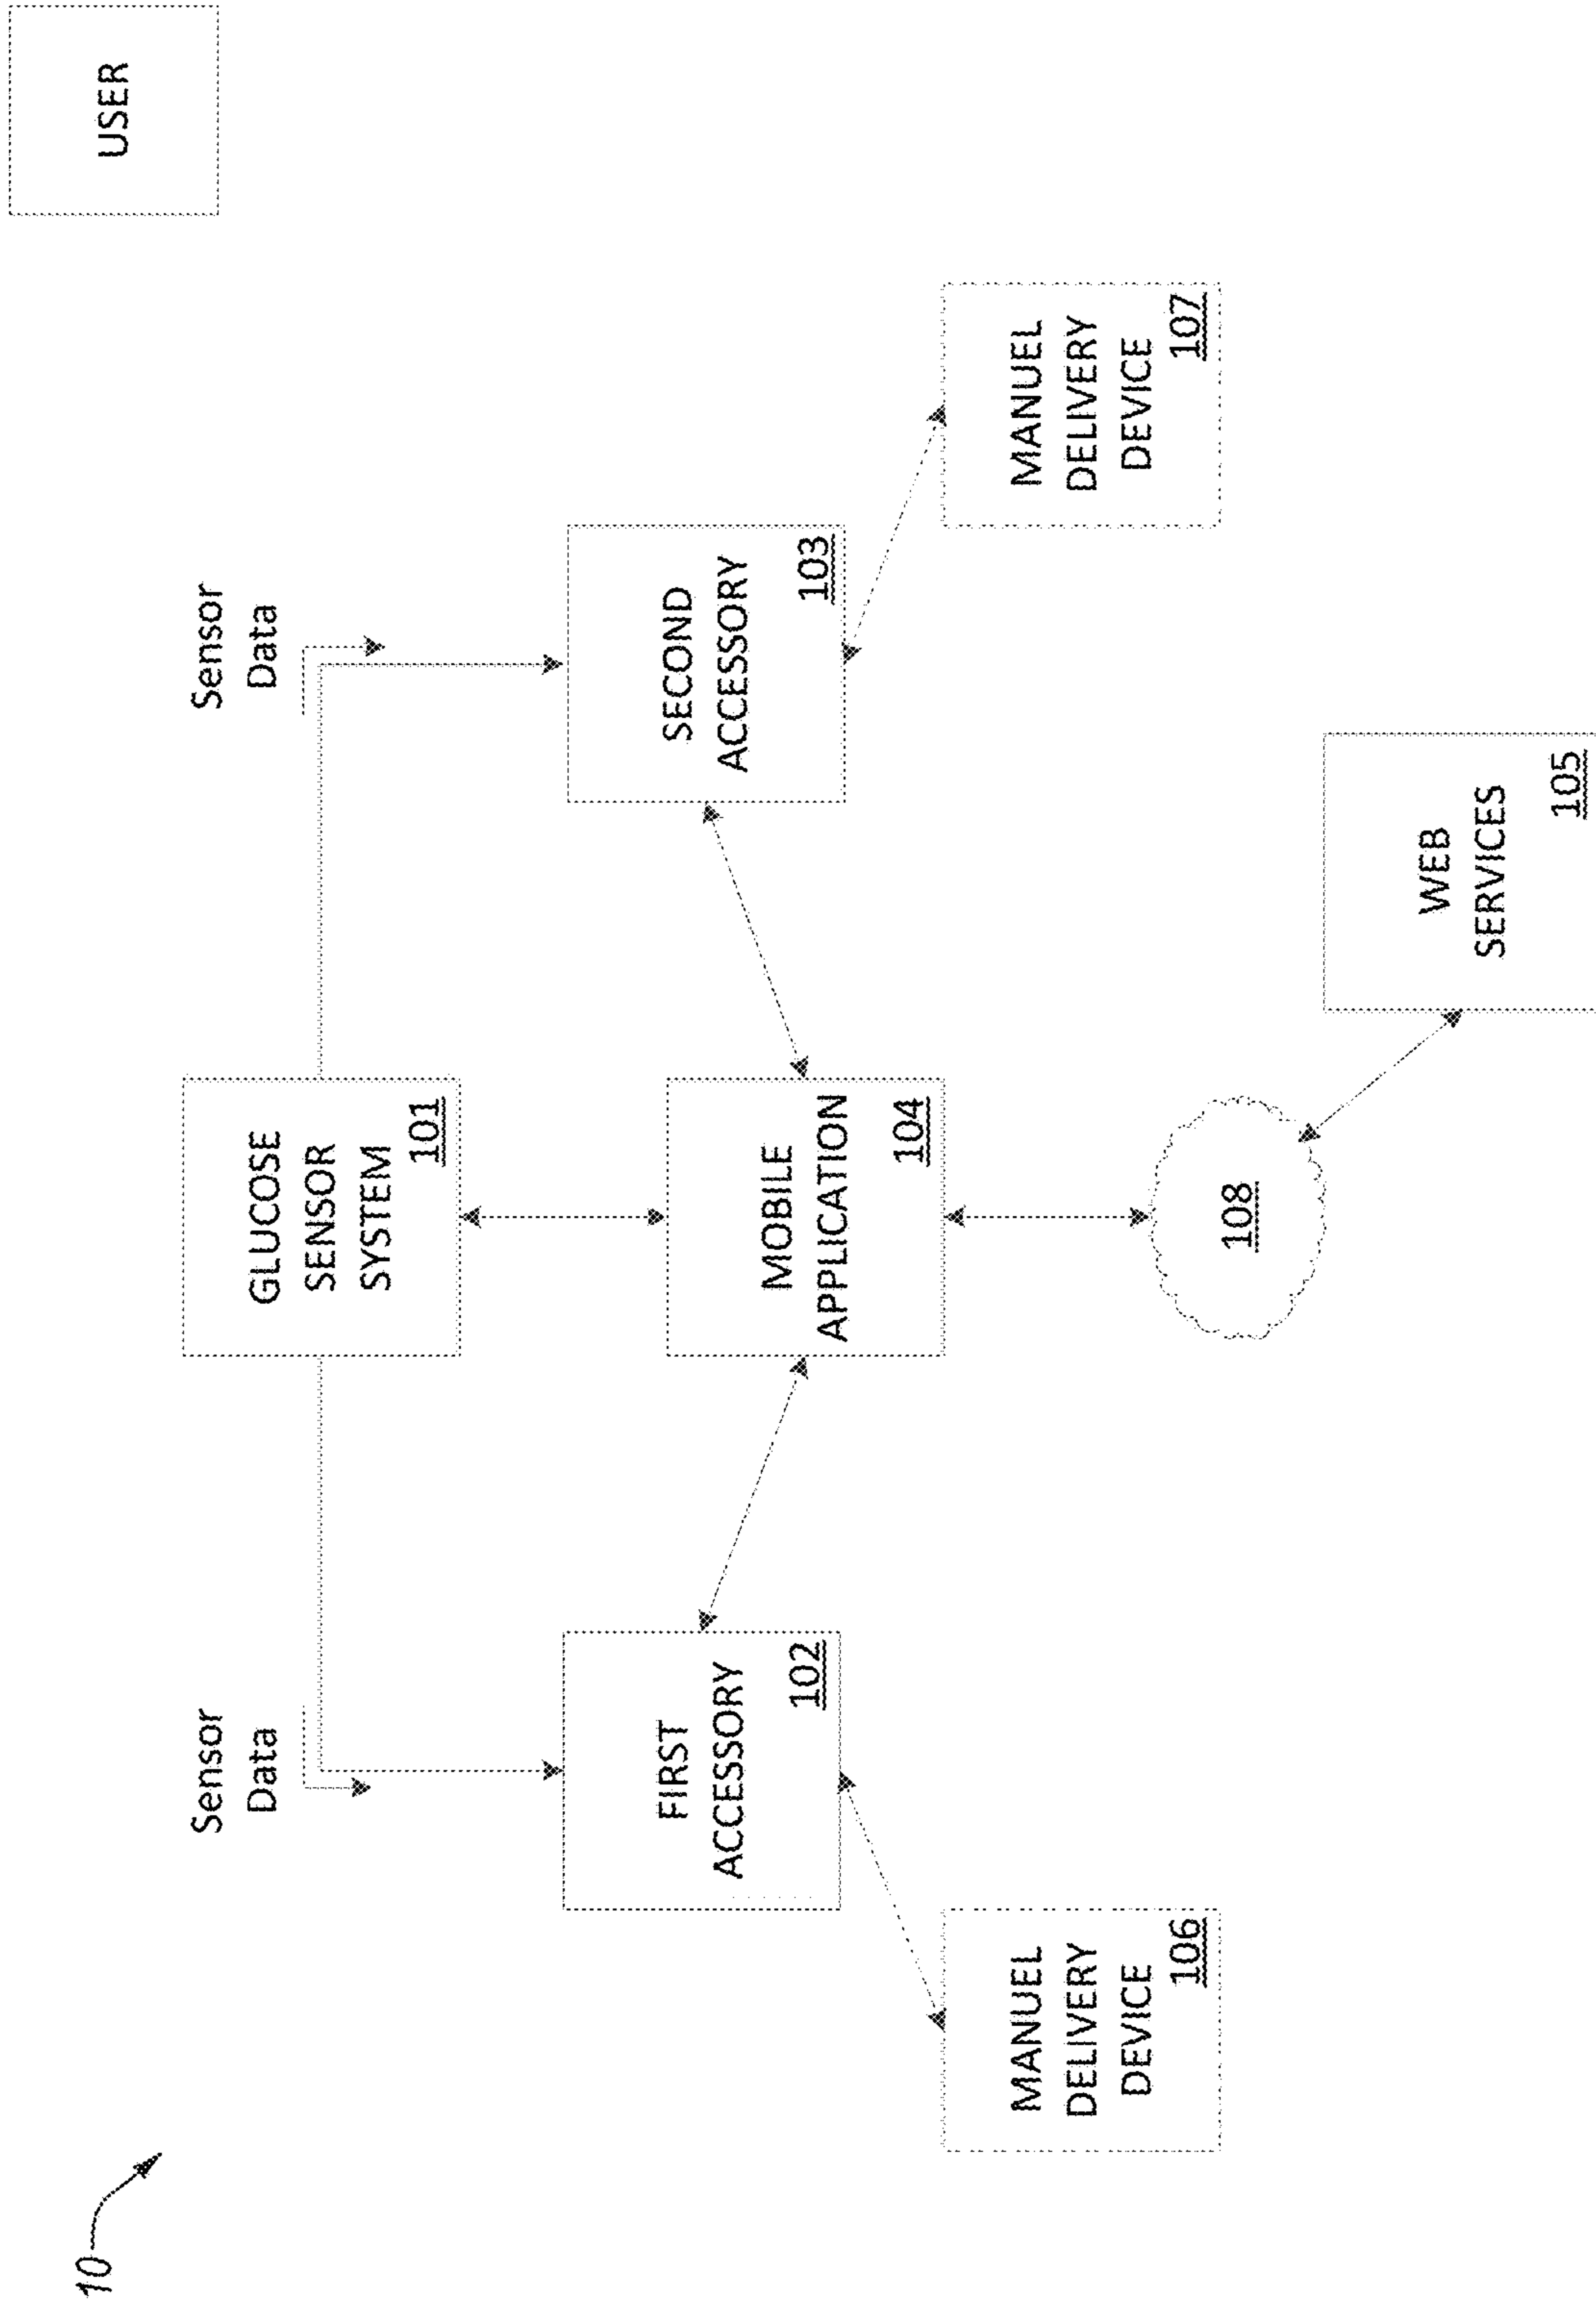 10
USER
Sensor
Data
GLUCOSE
SENSOR
SYSTEM
101
Sensor
Data
FIRST
ACCESSORY
102
MOBILE
APPLICATION
104
SECOND
ACCESSORY
103
MANUEL
DELIVERY
DEVICE
106
108
MANUEL
DELIVERY
DEVICE
107
WEB
SERVICES
105